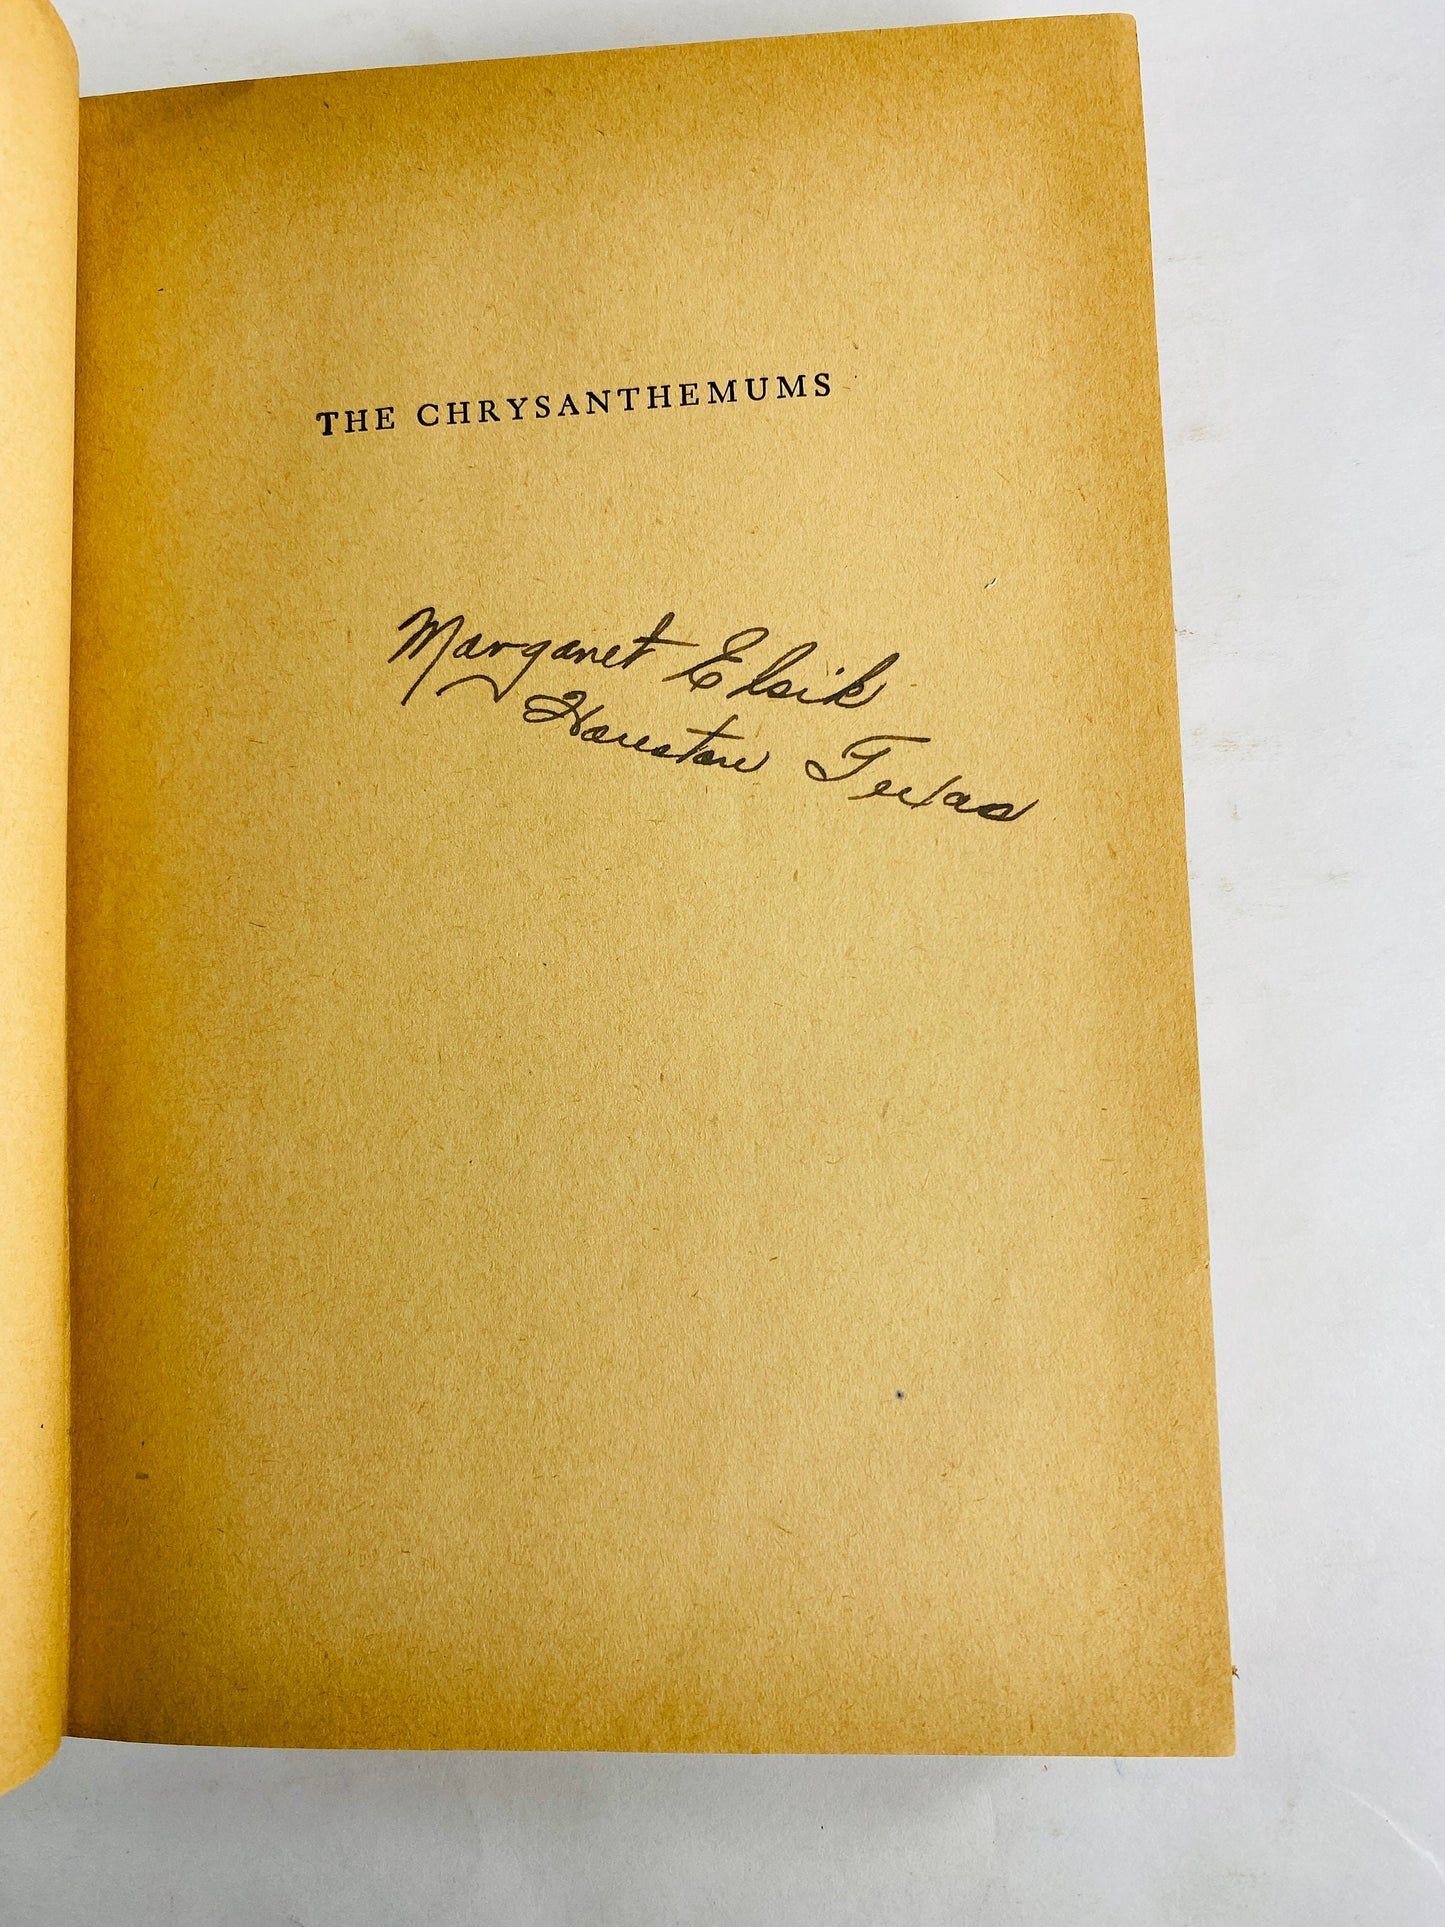 THE CHRYSANTHEMUMS
Margaret Elsik
Houston Texas